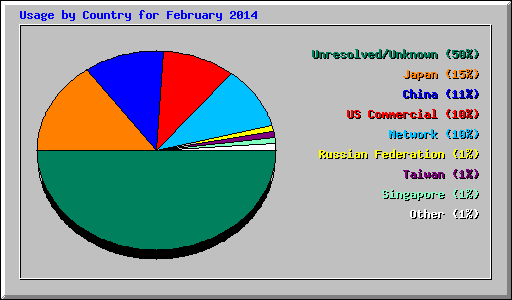 Usage by Country for February 2014
Unresolved/Unknown (50%)
Japan (15%)
China (11%)
US Commercial (10%)
Network (10%)
Russian Federation (1%)
Taiwan (1%)
Singapore (1%)
Other (1%)